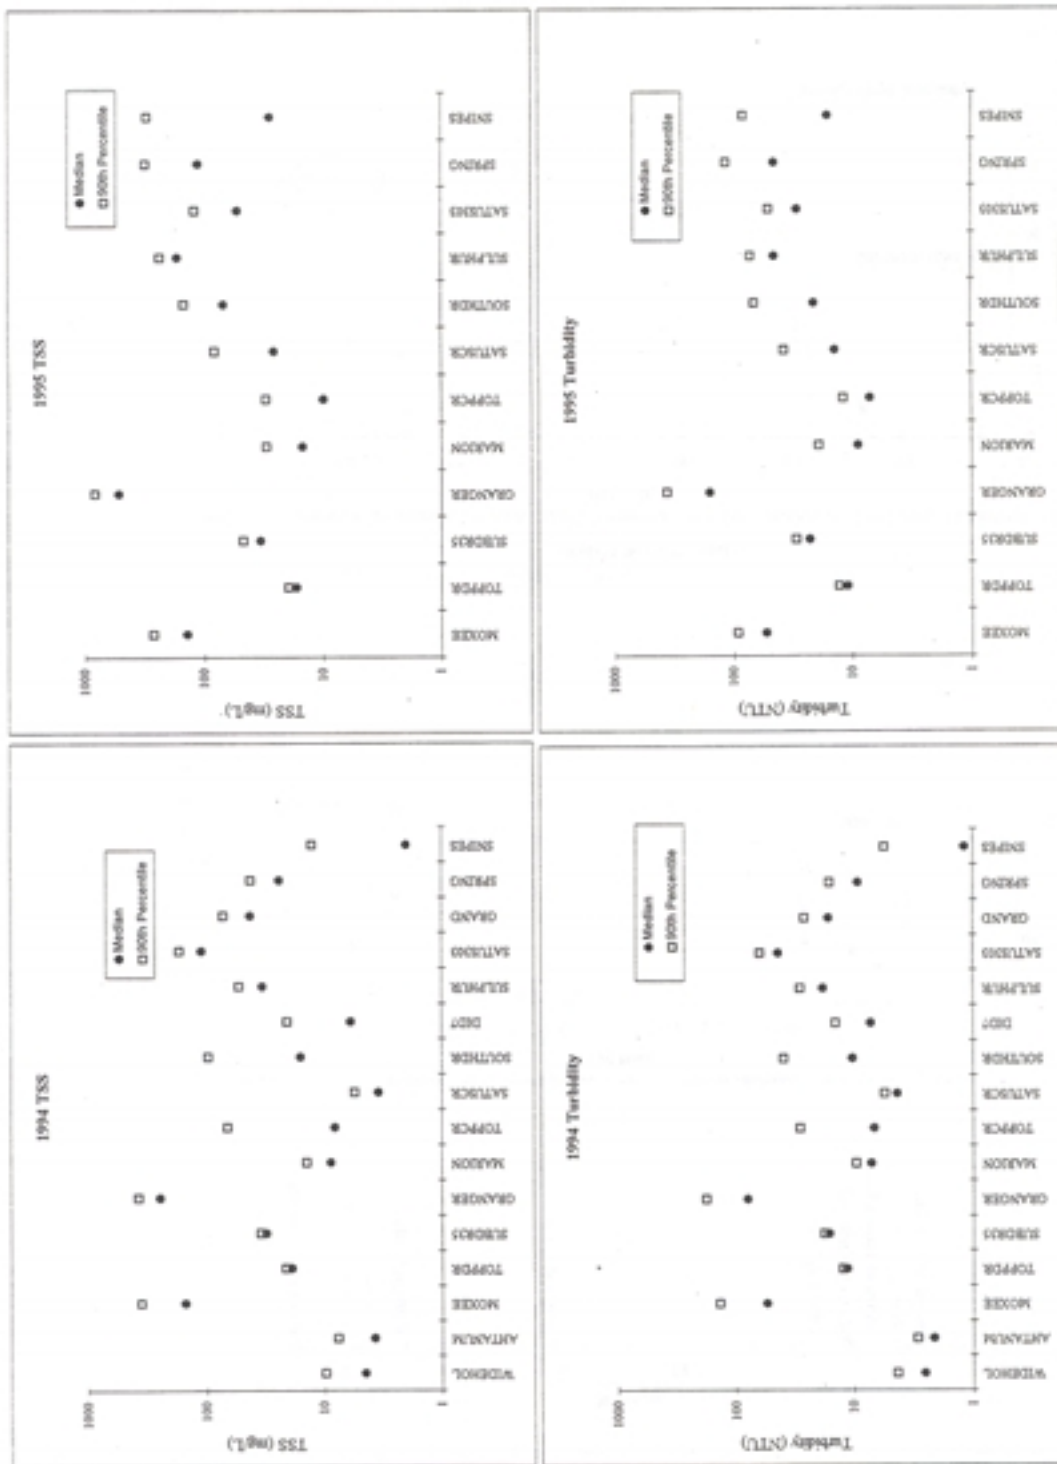 1994 TSS
Median
90th Percentile
1000
100
10
1
TSS (mg/L)
WIDEHOL
AHTANUM
MOXEE
TOPPDR
SUBDR35
GRANGER
MARION
TOPPCR
SATUSCR
SOUTHDR
DID7
SULPHUR
SATUS303
GRAND
SPRING
SNIPES
1995 TSS
Median
90th Percentile
1000
100
10
1
TSS (mg/L)
MOXEE
TOPPDR
SUBDR35
GRANGER
MARION
TOPPCR
SATUSCR
SOUTHDR
SULPHUR
SATUS303
SPRING
SNIPES
1994 Turbidity
Median
90th Percentile
1000
100
10
1
Turbidity (NTU)
WIDEHOL
AHTANUM
MOXEE
TOPPDR
SUBDR35
GRANGER
MARION
TOPPCR
SATUSCR
SOUTHDR
DID7
SULPHUR
SATUS303
GRAND
SPRING
SNIPES
1995 Turbidity
Median
90th Percentile
1000
100
10
1
Turbidity (NTU)
MOXEE
TOPPDR
SUBDR35
GRANGER
MARION
TOPPCR
SATUSCR
SOUTHDR
SULPHUR
SATUS303
SPRING
SNIPES